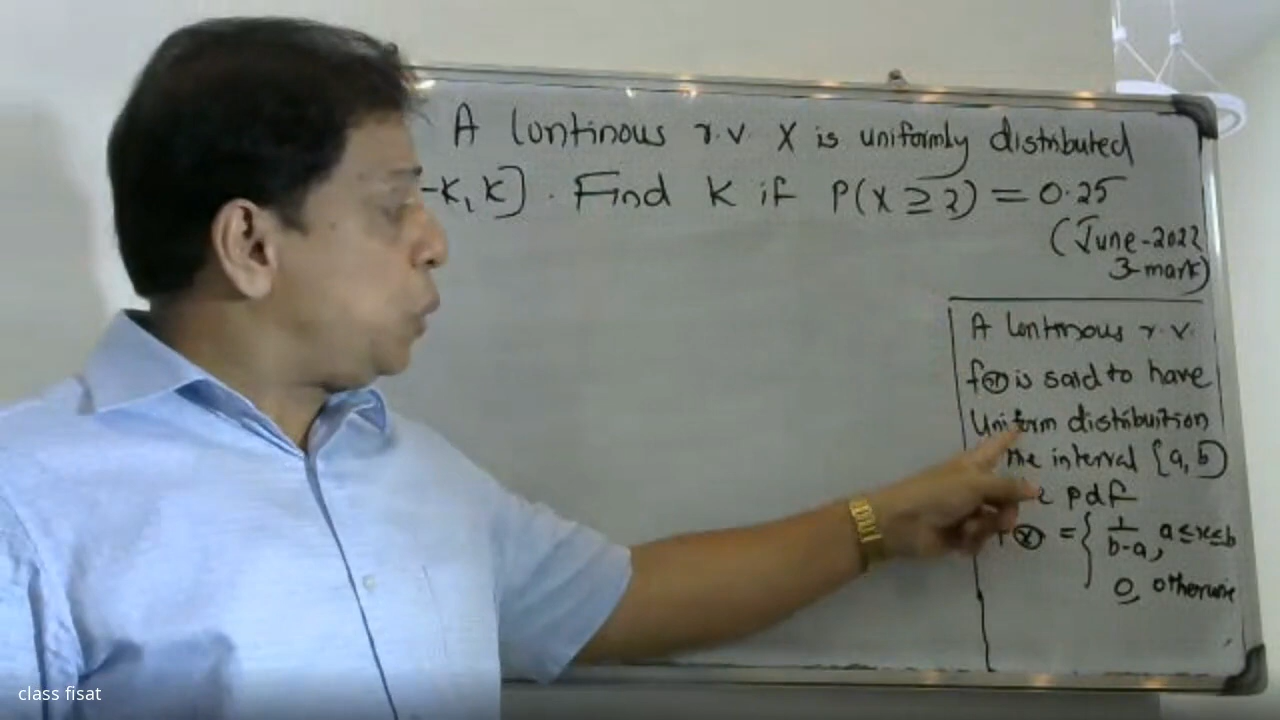 A Continous r.v X is uniformly distributed
-K, K]. Find K if P(X ≥ 2) = 0.25
(June-2022
3-mark)
A Continous r.v.
f(x) is said to have
Uniform distribuition
the interval [a, b]
pdf
f(x) = { 1/b-a, a≤x≤b
0, otherwise
class fisat